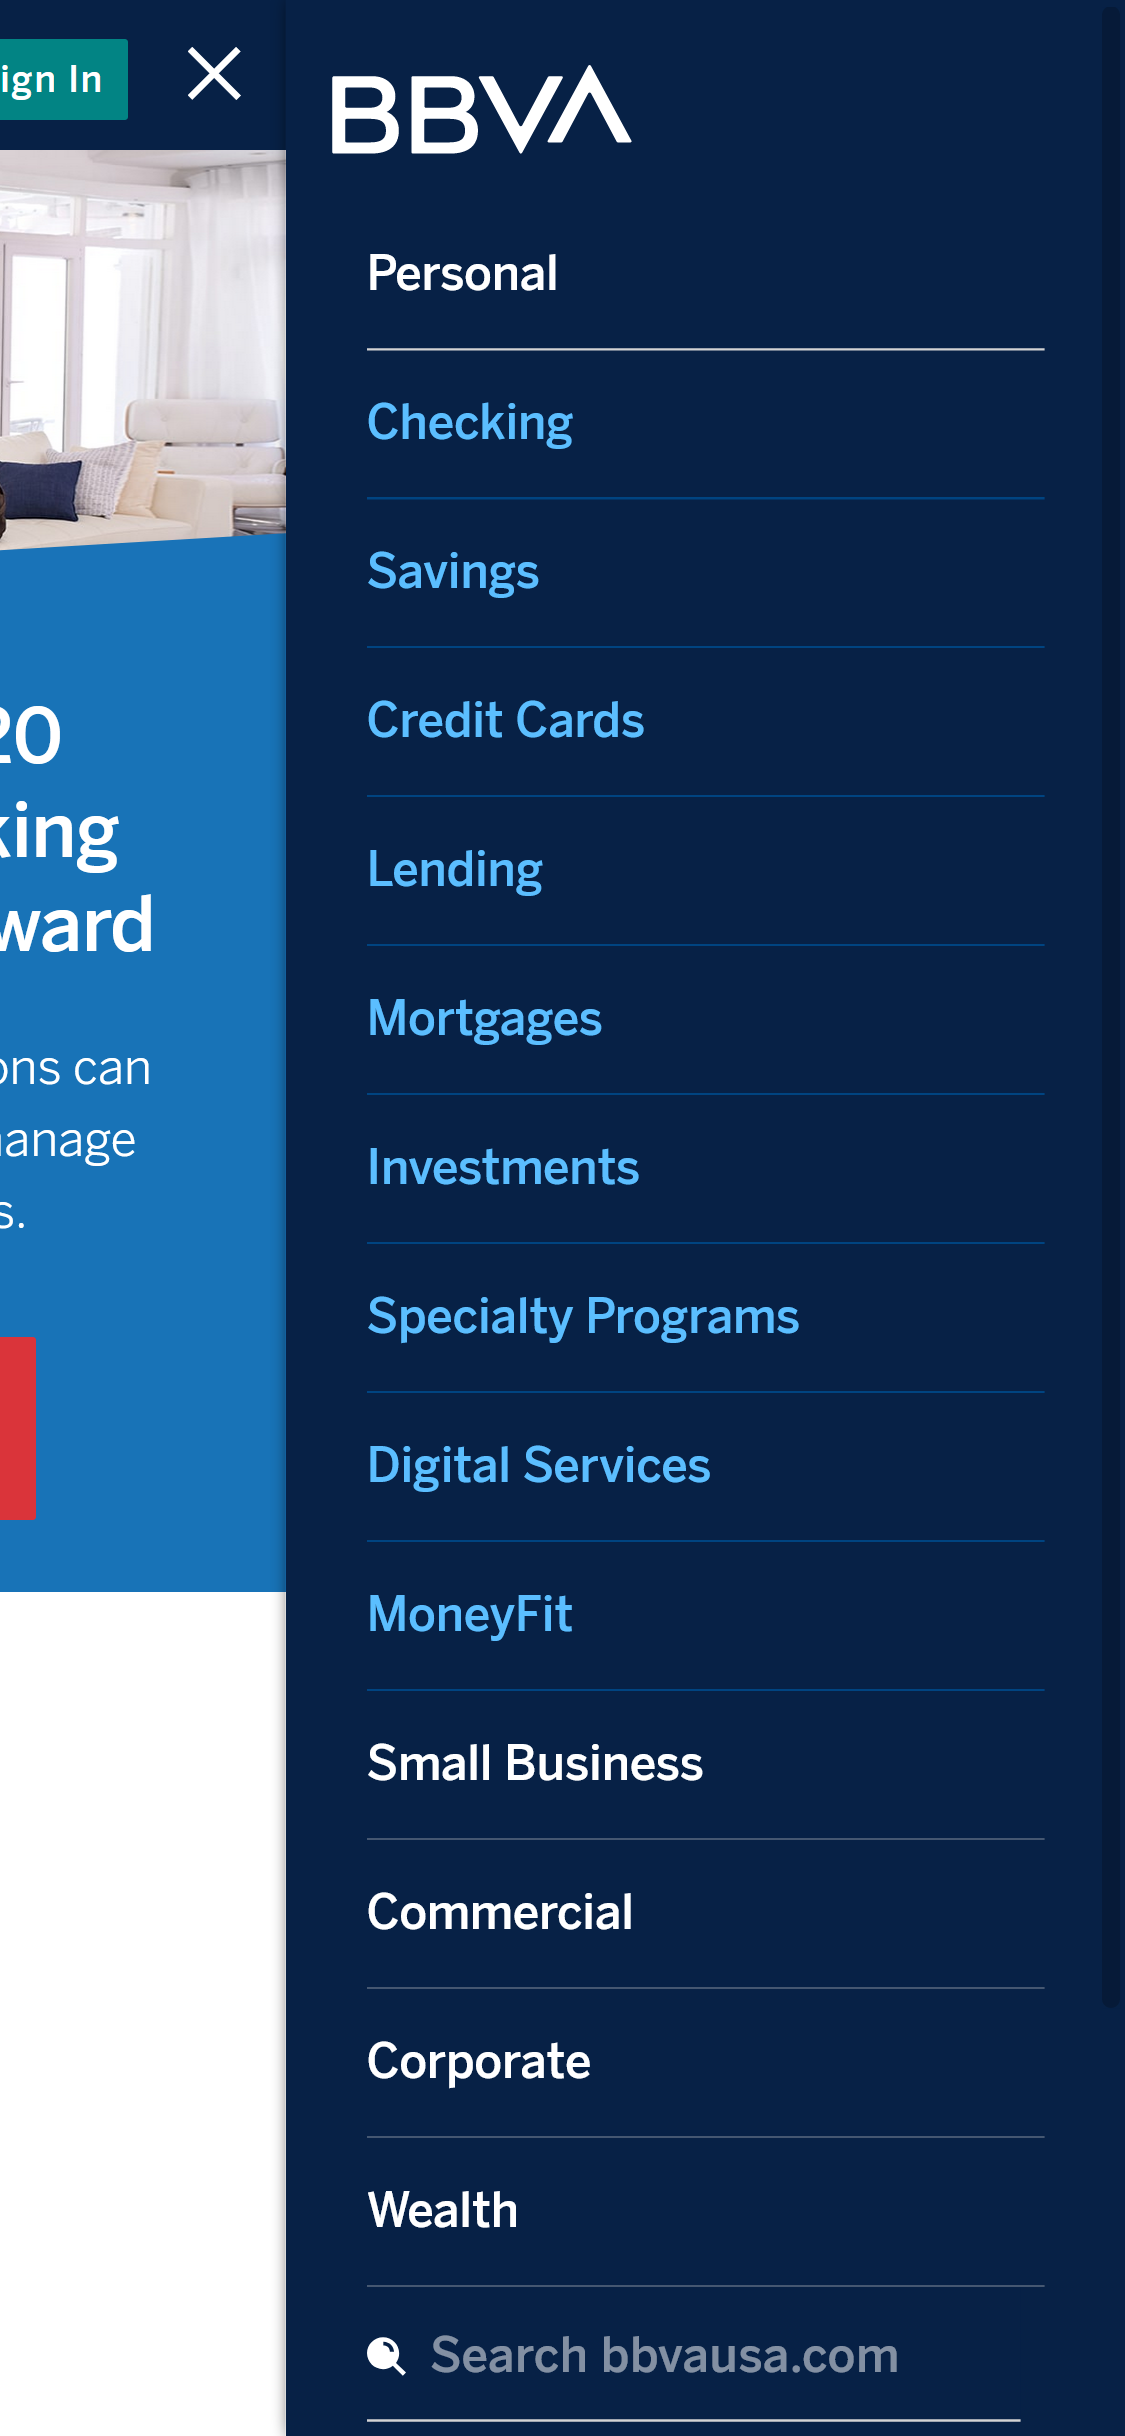 ign In
BBVA
Personal
Checking
Savings
Credit Cards
Lending
Mortgages
Investments
Specialty Programs
Digital Services
MoneyFit
Small Business
Commercial
Corporate
Wealth
Search bbvausa.com
20
king
ward
ons can
anage
s.